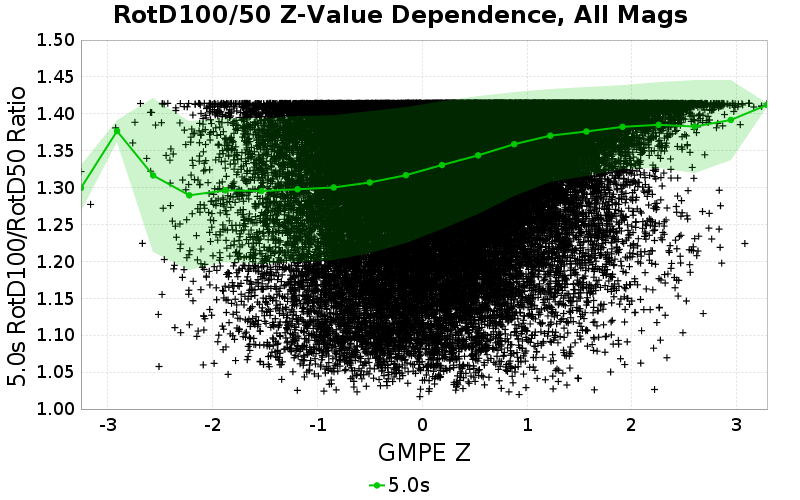 RotD100/50 Z-Value Dependence, All Mags
5.0s RotD100/RotD50 Ratio
1.50
1.45
1.40
1.35
1.30
1.25
1.20
1.15
1.10
1.05
1.00
-3 -2 -1 0 1 2 3
GMPE Z
5.0s